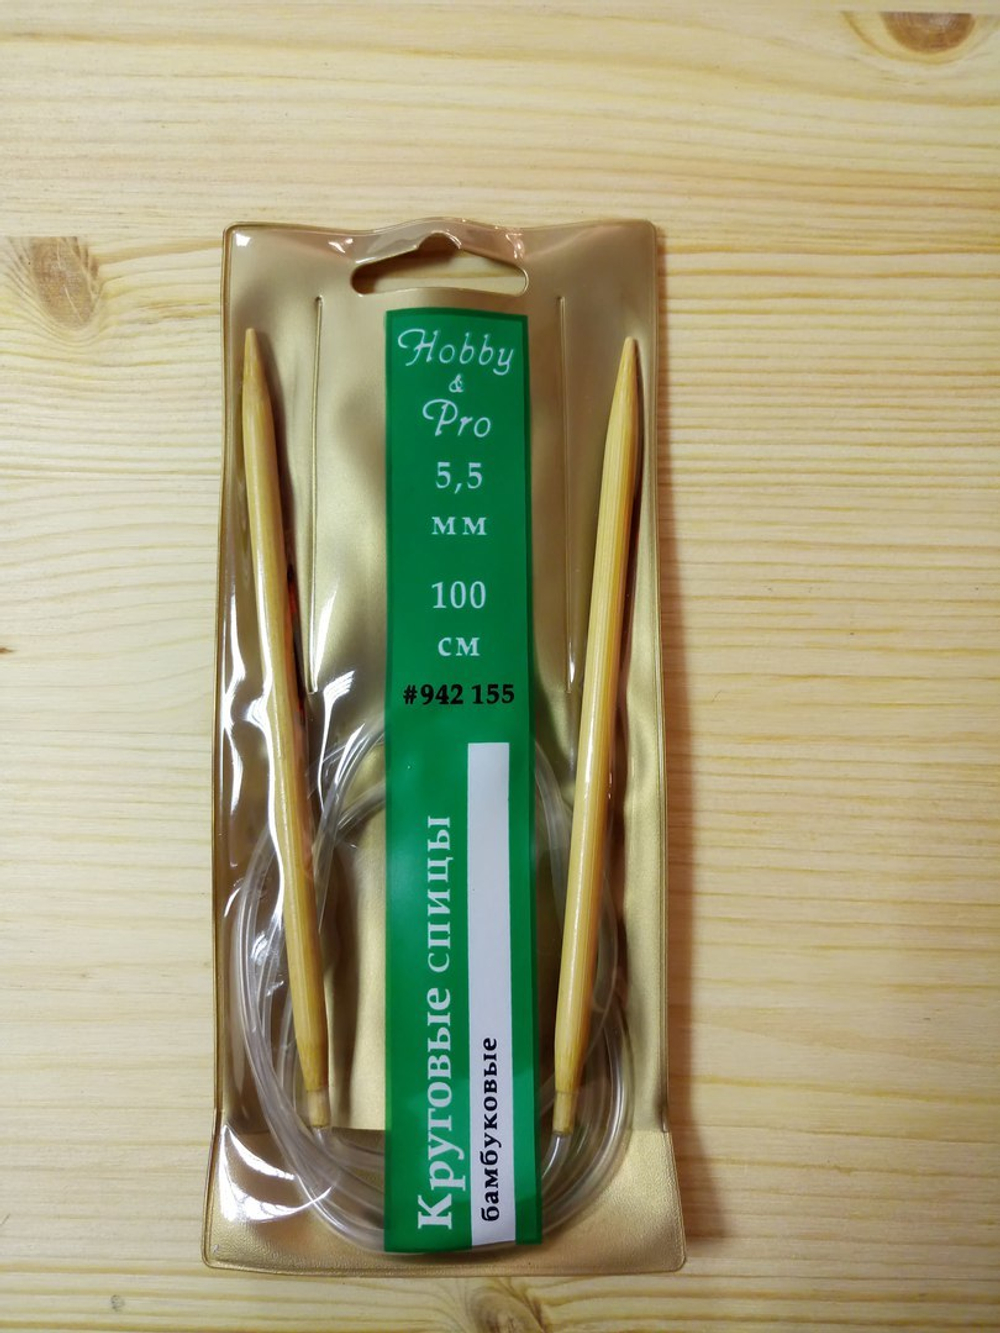 Hobby
&
Pro
5,5
мм
100
см
#942 155
Круговые спицы
бамбуковые